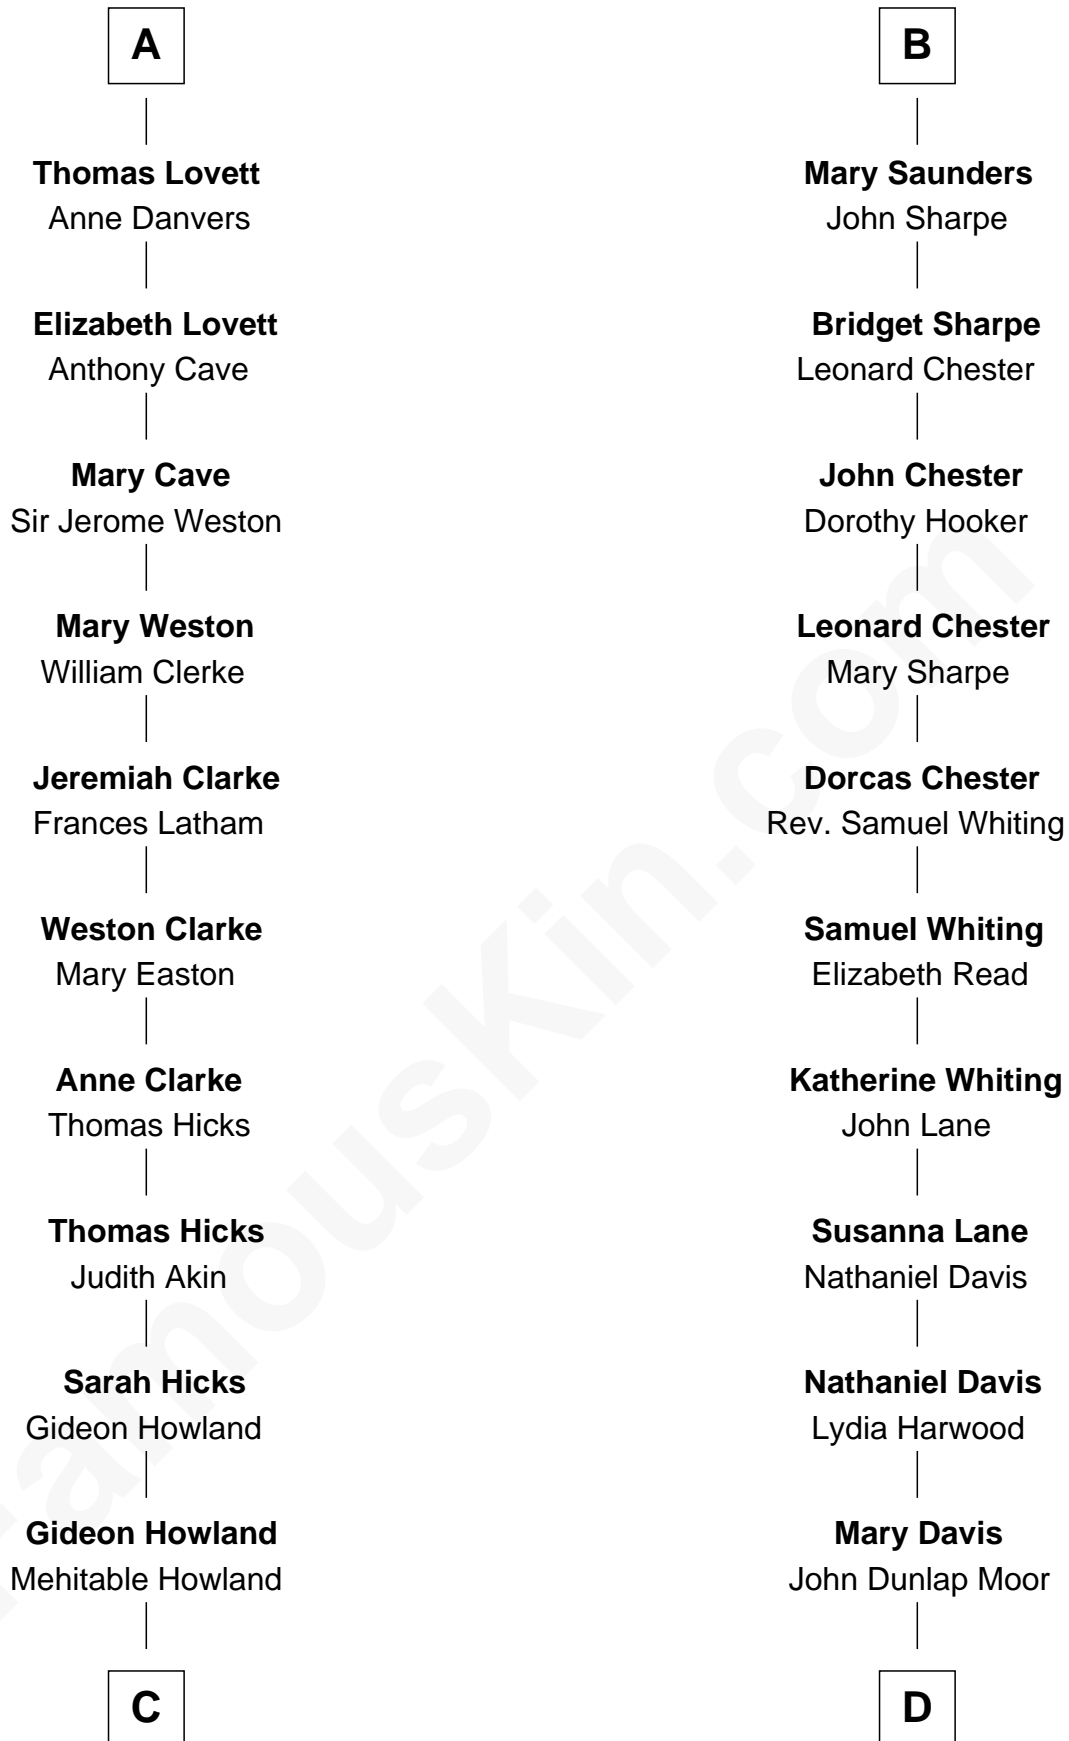 A
Thomas Lovett
Anne Danvers
Elizabeth Lovett
Anthony Cave
Mary Cave
Sir Jerome Weston
Mary Weston
William Clerke
Jeremiah Clarke
Frances Latham
Weston Clarke
Mary Easton
Anne Clarke
Thomas Hicks
Thomas Hicks
Judith Akin
Sarah Hicks
Gideon Howland
Gideon Howland
Mehitable Howland
C
B
Mary Saunders
John Sharpe
Bridget Sharpe
Leonard Chester
John Chester
Dorothy Hooker
Leonard Chester
Mary Sharpe
Dorcas Chester
Rev. Samuel Whiting
Samuel Whiting
Elizabeth Read
Katherine Whiting
John Lane
Susanna Lane
Nathaniel Davis
Nathaniel Davis
Lydia Harwood
Mary Davis
John Dunlap Moor
D
FamousKin.com